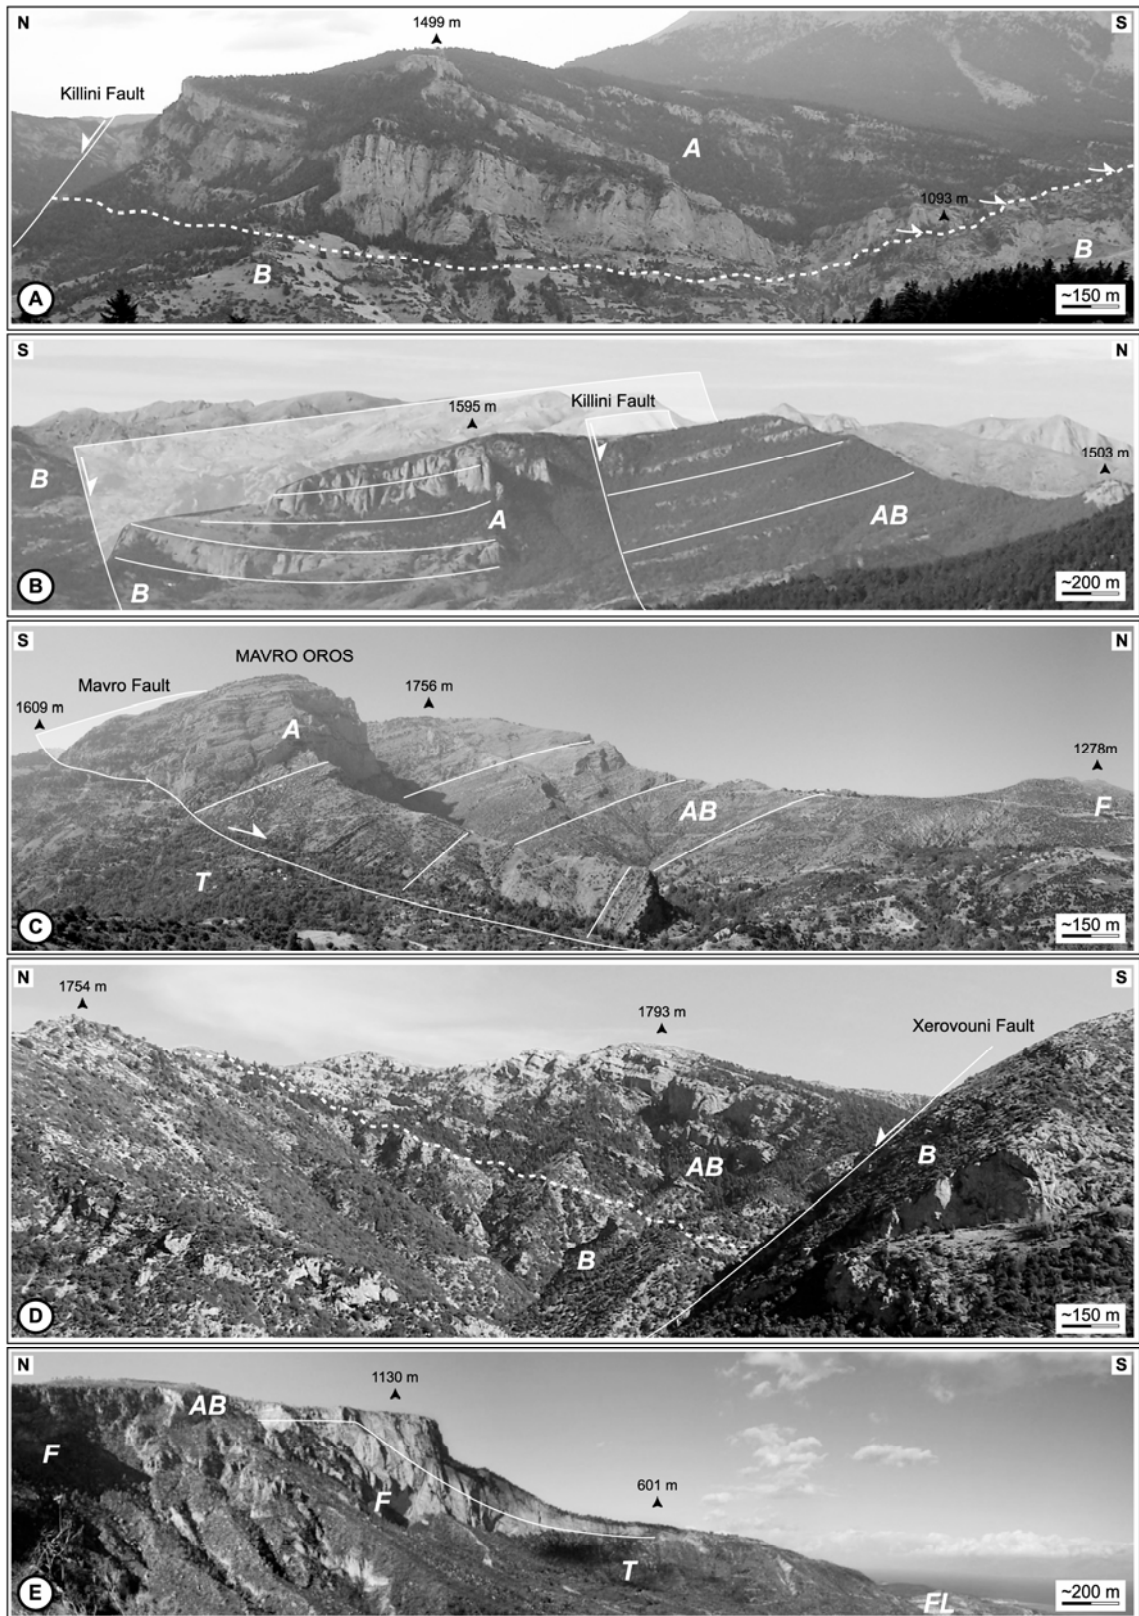 N
S
1499 m
Killini Fault
A
1093 m
B
B
A
~150 m
S
N
1595 m
Killini Fault
1503 m
B
A
AB
B
B
~200 m
S
N
MAVRO OROS
Mavro Fault
1756 m
1609 m
A
1278m
AB
F
T
C
~150 m
N
S
1754 m
1793 m
Xerovouni Fault
B
AB
B
D
~150 m
N
S
1130 m
AB
F
601 m
F
T
E
FL
~200 m